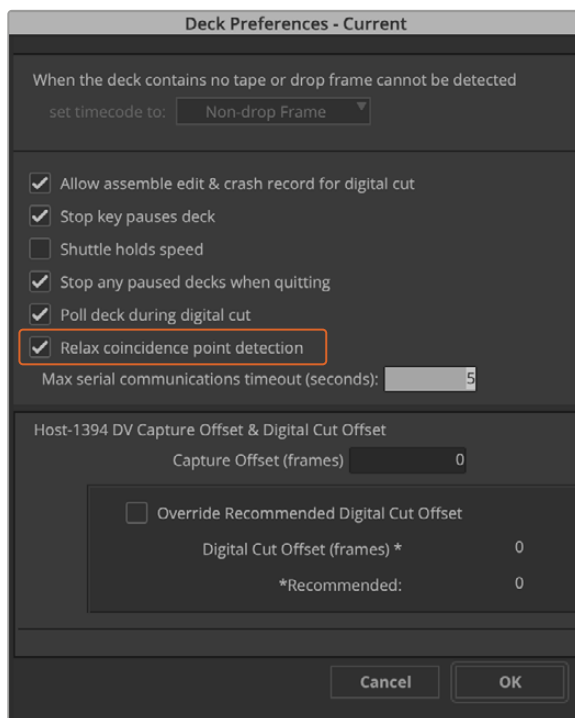 Deck Preferences - Current
When the deck contains no tape or drop frame cannot be detected
set timecode to: Non-drop Frame
Allow assemble edit & crash record for digital cut
Stop key pauses deck
Shuttle holds speed
Stop any paused decks when quitting
Poll deck during digital cut
Relax coincidence point detection
Max serial communications timeout (seconds): 5
Host-1394 DV Capture Offset & Digital Cut Offset
Capture Offset (frames) 0
Override Recommended Digital Cut Offset
Digital Cut Offset (frames) * 0
*Recommended: 0
Cancel OK